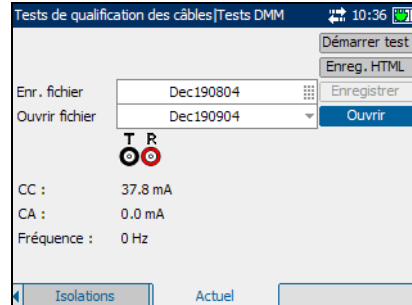 Tests de qualification des câbles|Tests DMM 10:36
Démarrer test
Enreg. HTML
Enr. fichier Dec190804 Enregistrer
Ouvrir fichier Dec190904 Ouvrir
T R
CC : 37.8 mA
CA : 0.0 mA
Fréquence : 0 Hz
Isolations Actuel